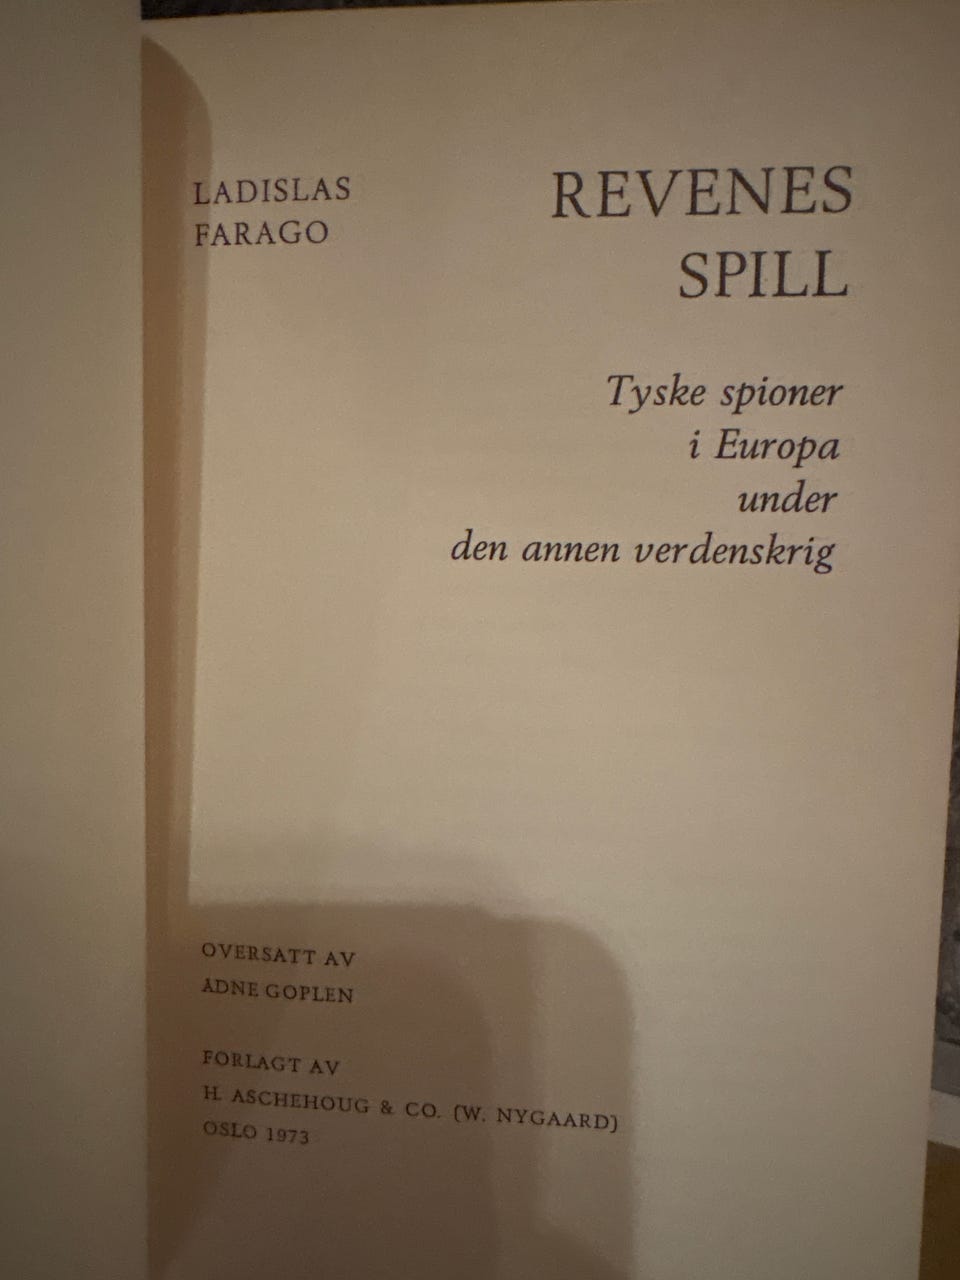 LADISLAS
FARAGO
REVENES
SPILL
Tyske spioner
i Europa
under
den annen verdenskrig
OVERSATT AV
ÅDNE GOPLEN
FORLAGT AV
H. ASCHEHOUG & CO. (W. NYGAARD)
OSLO 1973